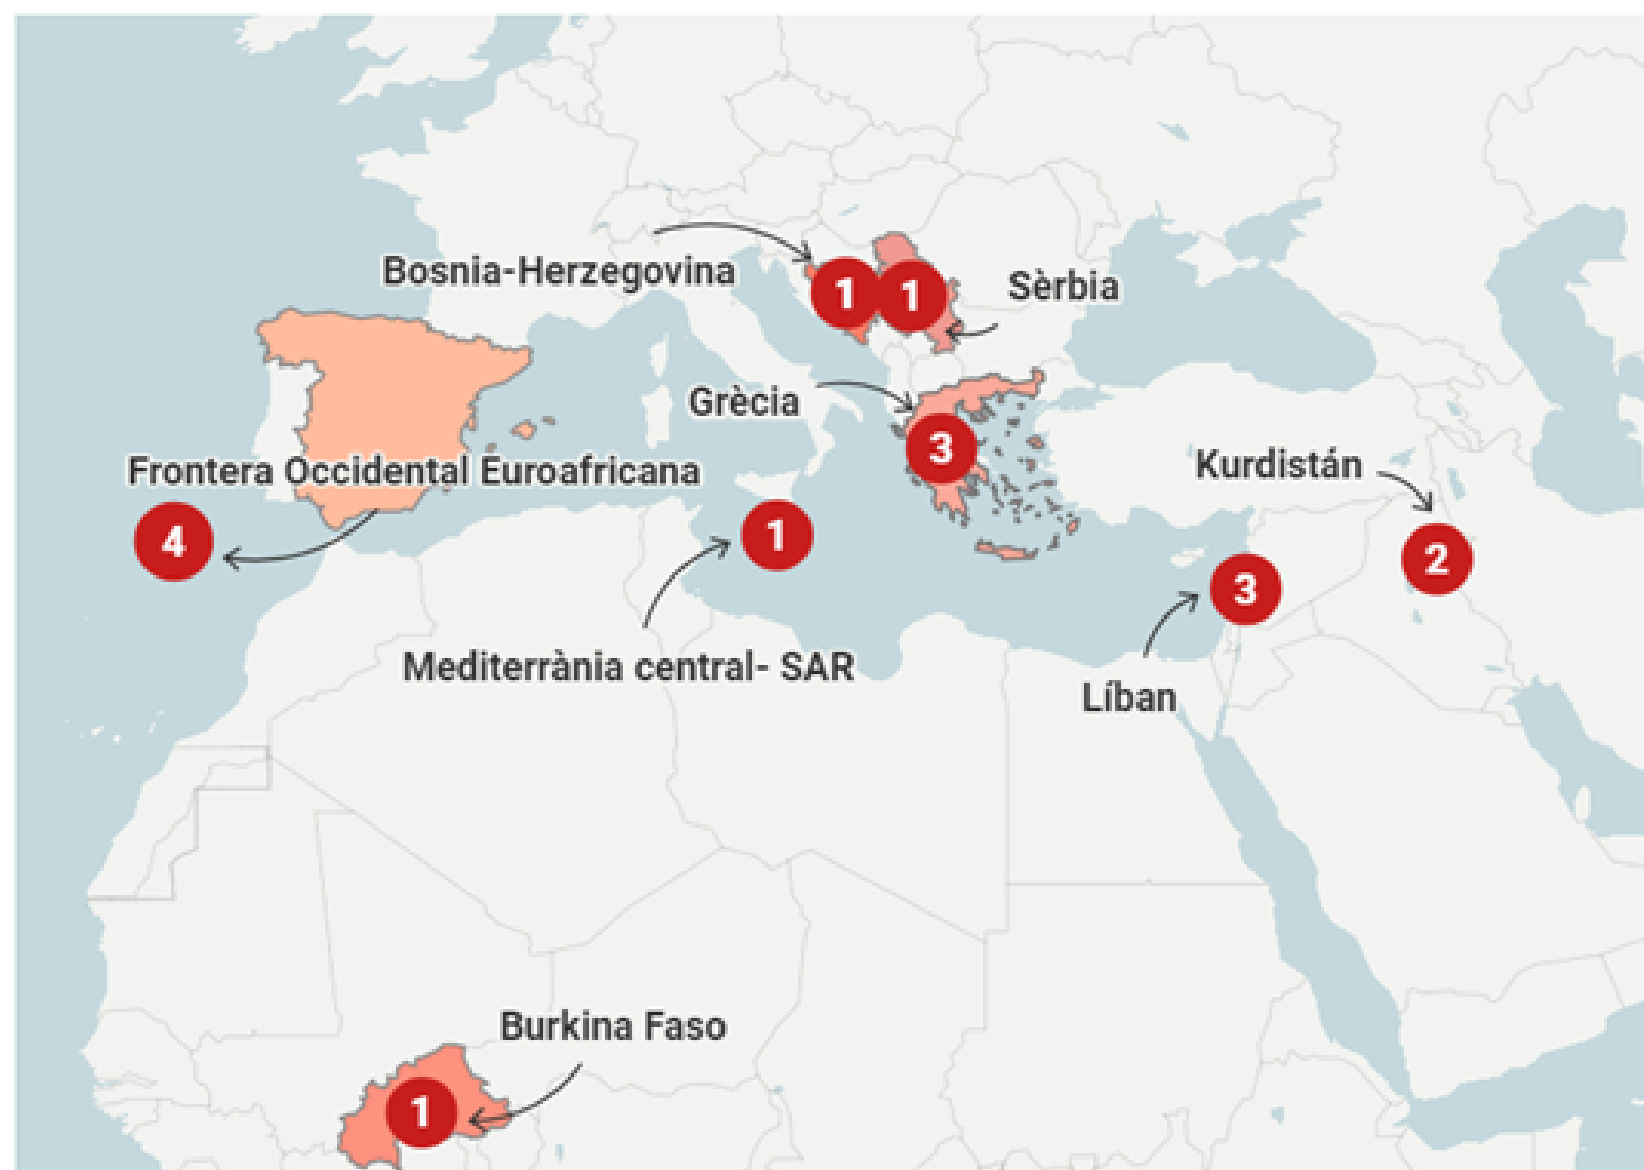 Bosnia-Herzegovina
1
1
Sèrbia
Grècia
3
Kurdistán
2
Frontera Occidental Euroafricana
4
1
3
Mediterrània central- SAR
Líban
Burkina Faso
1